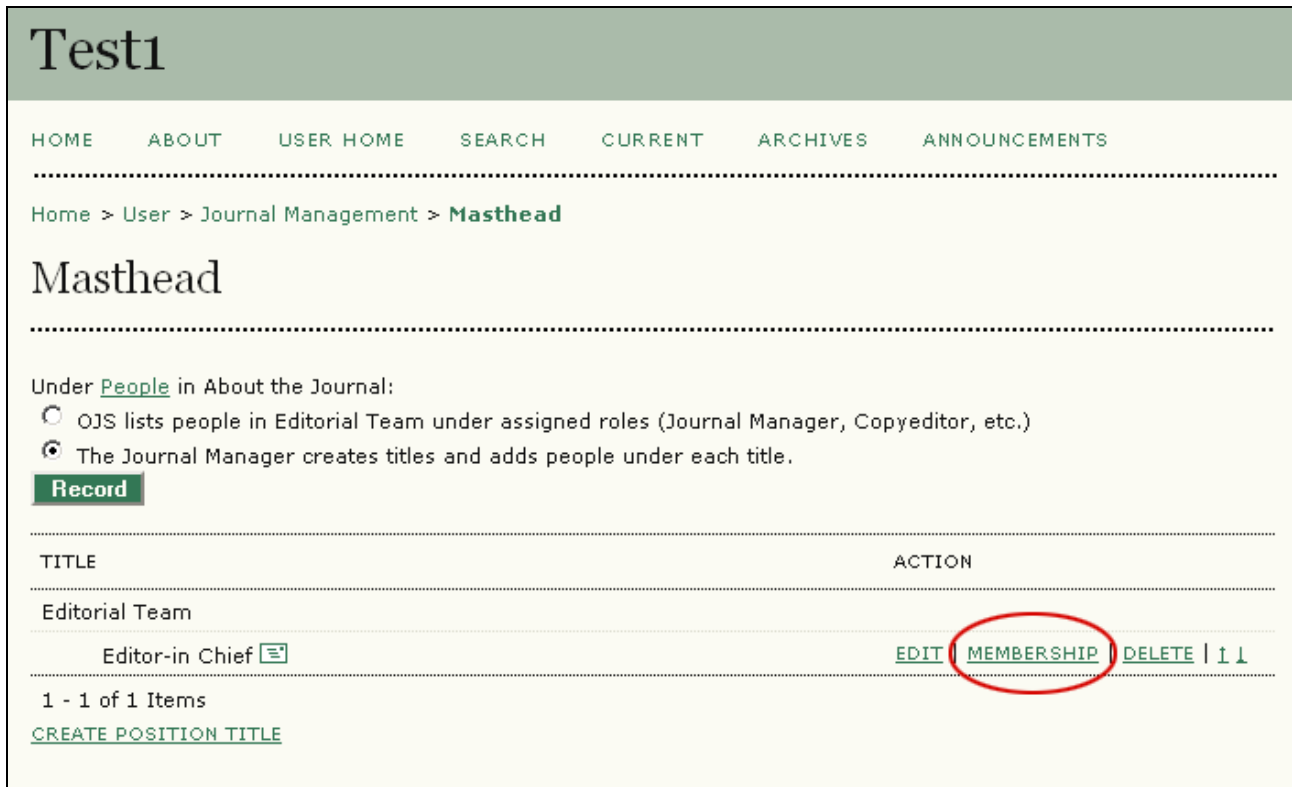 Test1
HOME ABOUT USER HOME SEARCH CURRENT ARCHIVES ANNOUNCEMENTS
Home > User > Journal Management > Masthead
Masthead
Under People in About the Journal:
OJS lists people in Editorial Team under assigned roles (Journal Manager, Copyeditor, etc.)
The Journal Manager creates titles and adds people under each title.
Record
TITLE ACTION
Editorial Team
Editor-in Chief EDIT | MEMBERSHIP | DELETE | ↑ ↓
1 - 1 of 1 Items
CREATE POSITION TITLE